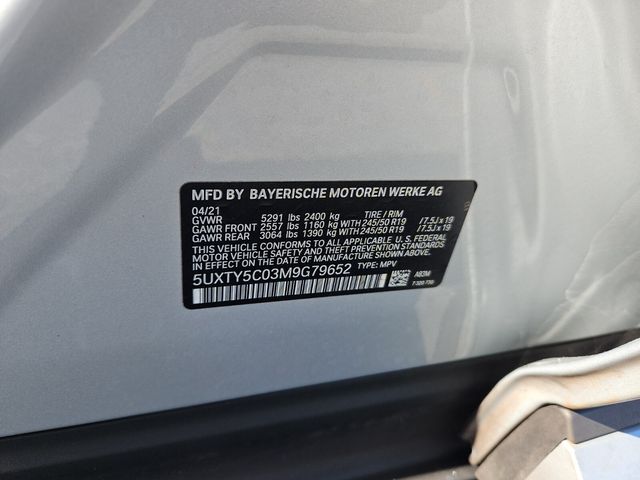 MFD BY BAYERISCHE MOTOREN WERKE AG
04/21
GVWR 5291 lbs 2400 kg TIRE / RIM
GAWR FRONT 2557 lbs 1160 kg WITH 245/50 R19 / 7.5J x 19
GAWR REAR 3064 lbs 1390 kg WITH 245/50 R19 / 7.5J x 19
THIS VEHICLE CONFORMS TO ALL APPLICABLE U. S. FEDERAL
MOTOR VEHICLE SAFETY AND THEFT PREVENTION STANDARDS
IN EFFECT ON THE DATE OF MANUFACTURE SHOWN ABOVE.
5UXTY5C03M9G79652 TYPE: MPV